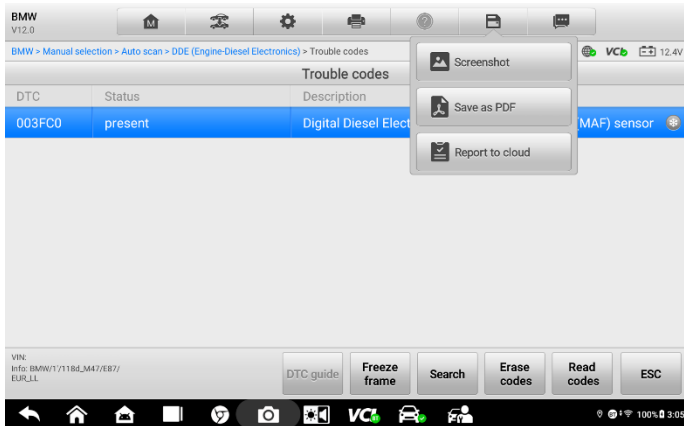 BMW
V12.0
BMW > Manual selection > Auto scan > DDE (Engine-Diesel Electronics) > Trouble codes
VCI 12.4V
Trouble codes
DTC Status Description
003FC0 present Digital Diesel Elect (MAF) sensor
Screenshot
Save as PDF
Report to cloud
VIN:
Info: BMW/1'/118d_M47/E87/
EUR_LL
DTC guide
Freeze
frame
Search
Erase
codes
Read
codes
ESC
VCI
100% 3:05